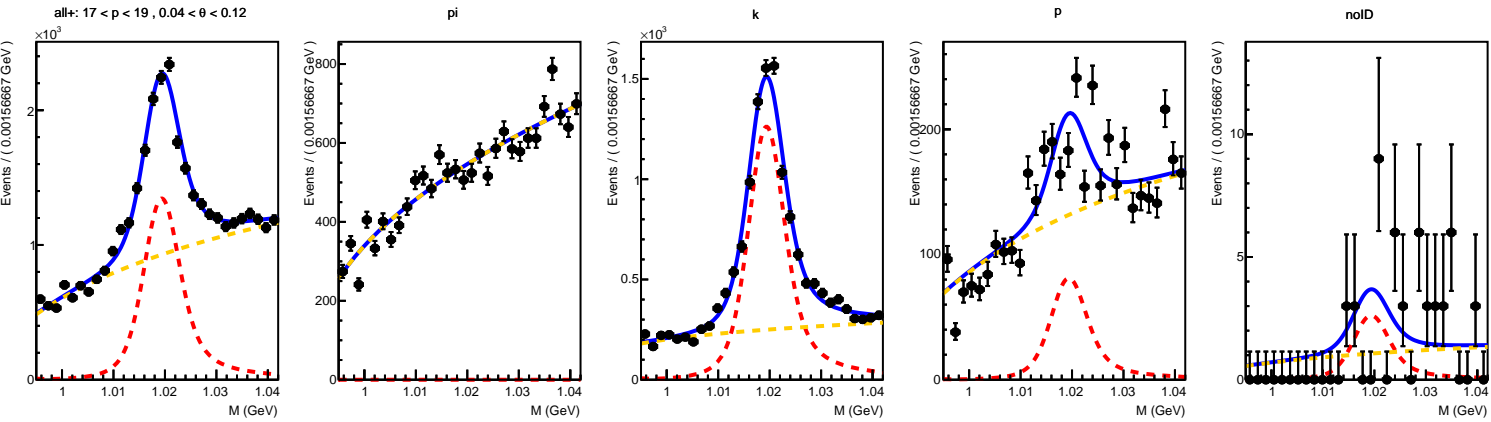 all+: 17 < p < 19 , 0.04 < θ < 0.12
×10³
Events / ( 0.00156667 GeV )
2
1
0
1 1.01 1.02 1.03 1.04
M (GeV)
pi
Events / ( 0.00156667 GeV )
800
600
400
200
0
1 1.01 1.02 1.03 1.04
M (GeV)
k
×10³
Events / ( 0.00156667 GeV )
1.5
1
0.5
0
1 1.01 1.02 1.03 1.04
M (GeV)
p
Events / ( 0.00156667 GeV )
200
100
0
1 1.01 1.02 1.03 1.04
M (GeV)
noID
Events / ( 0.00156667 GeV )
10
5
0
1 1.01 1.02 1.03 1.04
M (GeV)